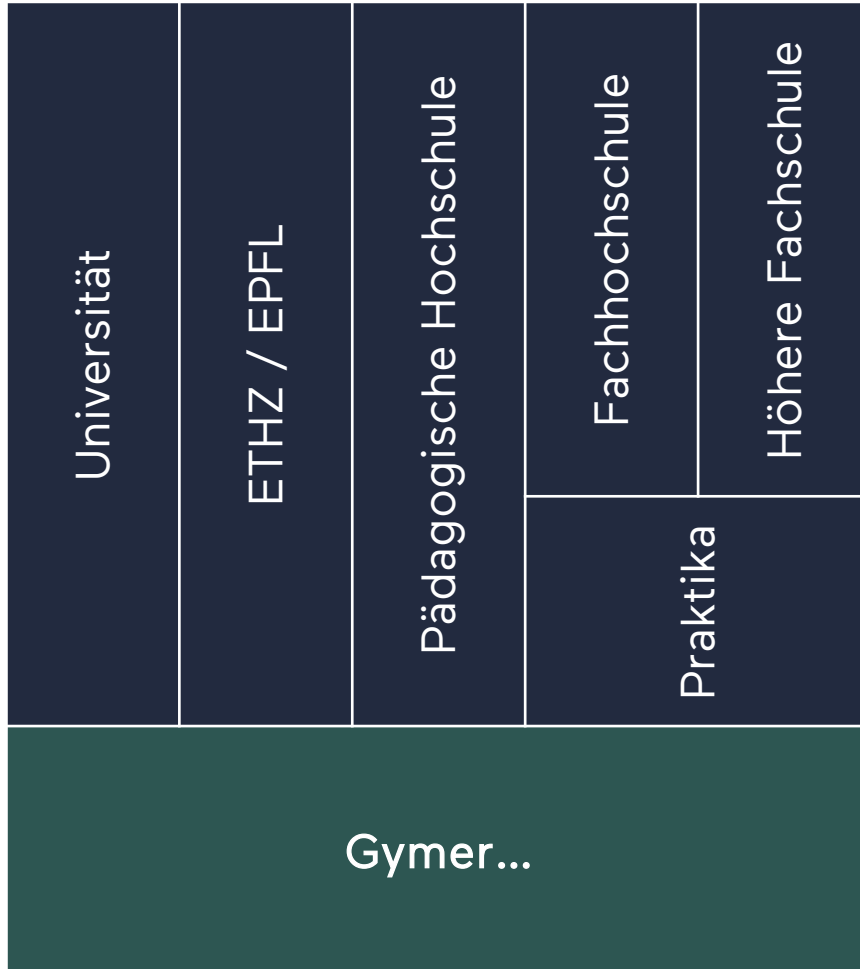 Universität
ETHZ / EPFL
Pädagogische Hochschule
Fachhochschule
Höhere Fachschule
Praktika
Gymer...